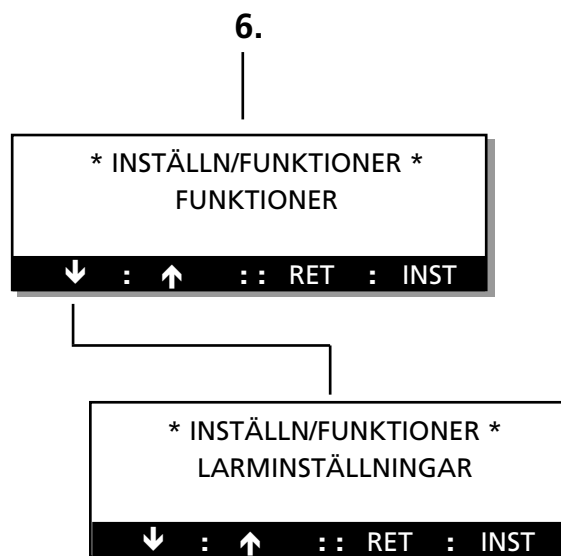 6.
* INSTÄLLN/FUNKTIONER *
FUNKTIONER
↓ : ↑ : : RET : INST
* INSTÄLLN/FUNKTIONER *
LARMINSTÄLLNINGAR
↓ : ↑ : : RET : INST